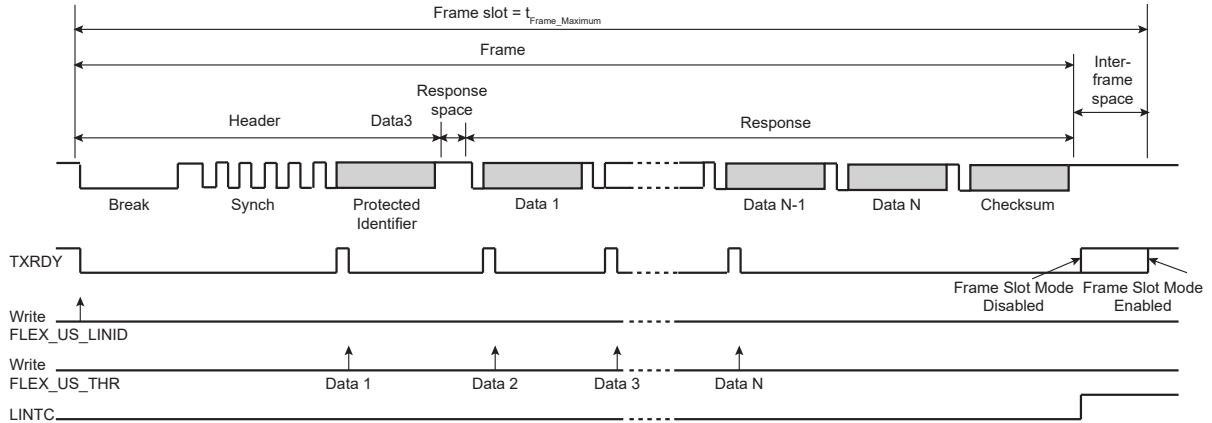 Frame slot = tFrame_Maximum
Frame
Inter-
frame
space
Response
space
Header
Data3
Response
Break
Synch
Protected
Identifier
Data 1
Data N-1
Data N
Checksum
TXRDY
Frame Slot Mode
Disabled
Frame Slot Mode
Enabled
Write
FLEX_US_LINID
Write
FLEX_US_THR
Data 1
Data 2
Data 3
Data N
LINTC